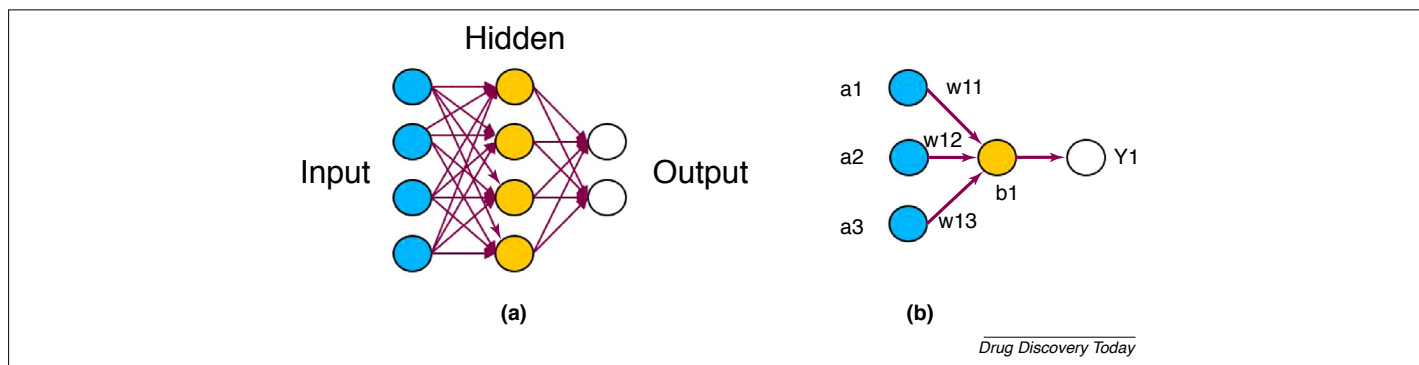 Hidden
Input
Output
(a)
a1
w11
a2
w12
b1
Y1
a3
w13
(b)
Drug Discovery Today